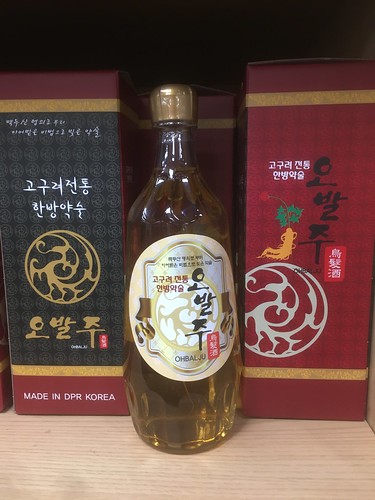 고구려전통
한방약술
오발주
MADE IN DPR KOREA
고구려 전통
한방약술
오발주
烏髮酒
OHBALJU
고구려 전통
한방약술
오발주
烏髮酒
OHBALJU